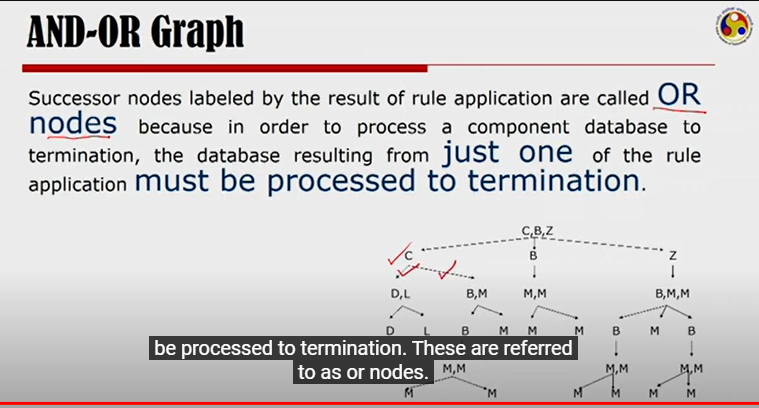 AND-OR Graph
Successor nodes labeled by the result of rule application are called OR
nodes because in order to process a component database to
termination, the database resulting from just one of the rule
application must be processed to termination.
C,B,Z
C B Z
D,L B,M M,M B,M,M
D L B M M M B M B
M,M M,M M,M
M M M M M M
be processed to termination. These are referred
to as or nodes.